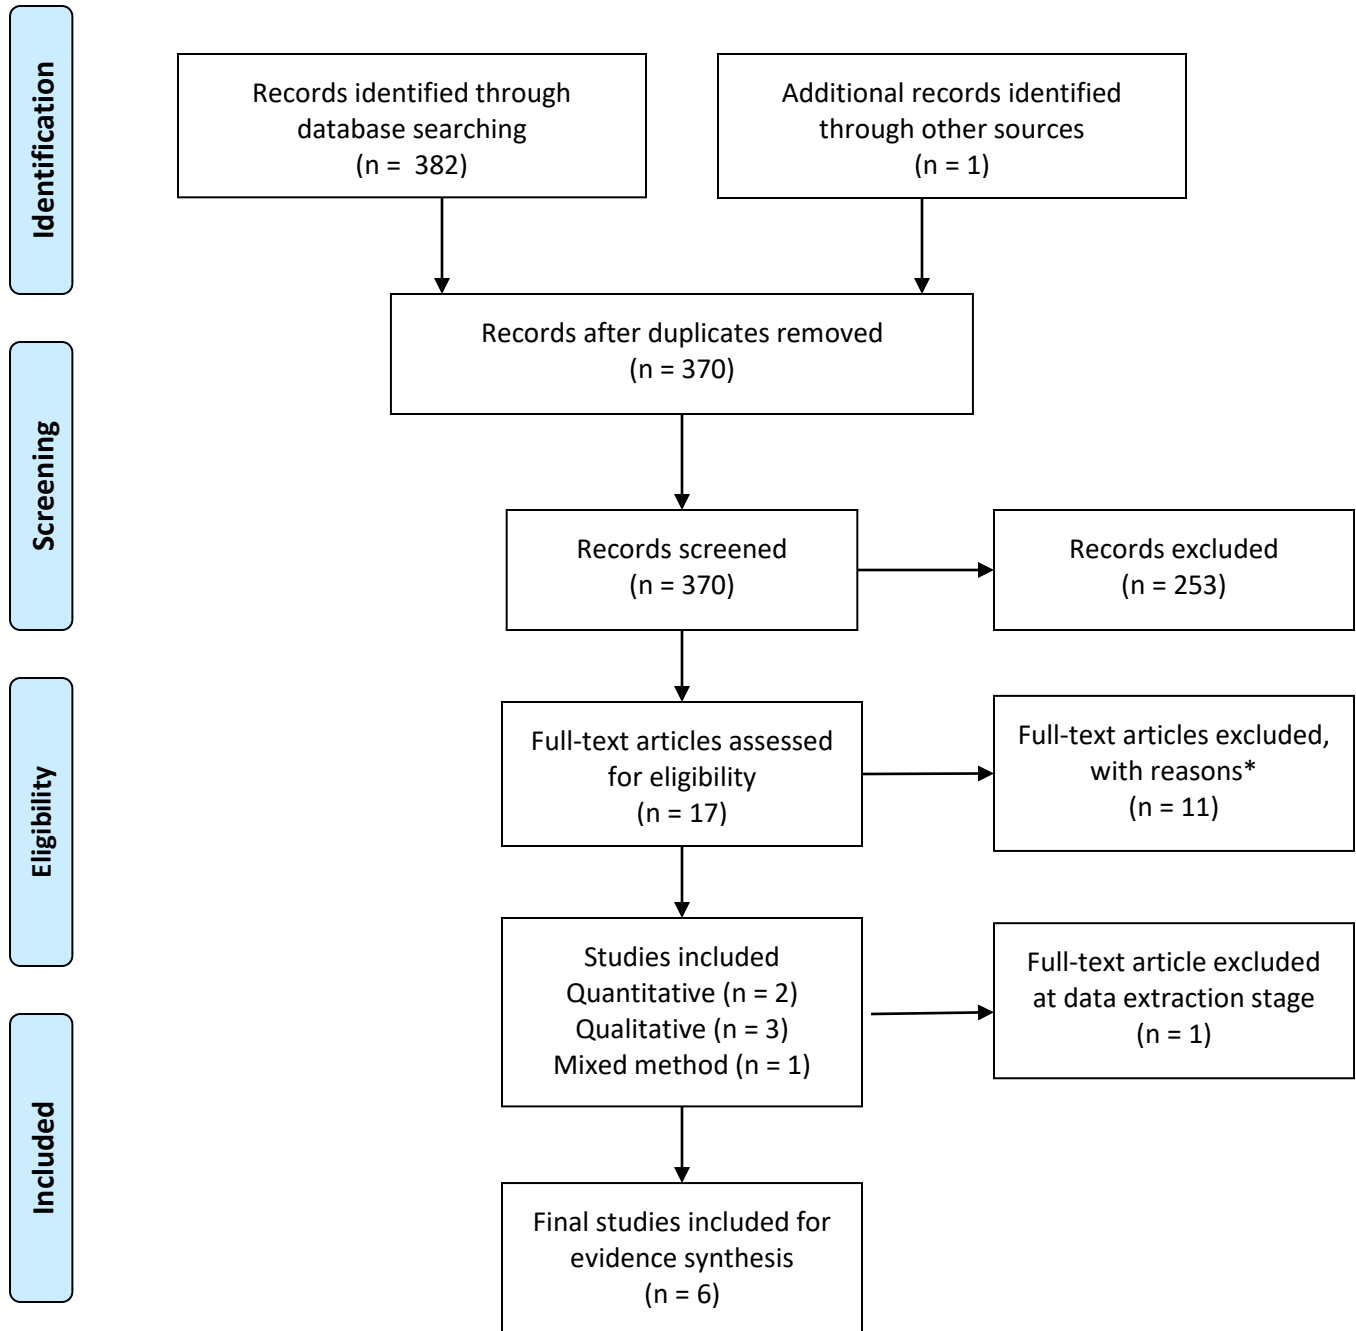 Identification
Records identified through
database searching
(n =  382)
Additional records identified
through other sources
(n = 1)
Records after duplicates removed
(n = 370)
Screening
Records screened
(n = 370)
Records excluded
(n = 253)
Eligibility
Full-text articles assessed
for eligibility
(n = 17)
Full-text articles excluded,
with reasons*
(n = 11)
Studies included
Quantitative (n = 2)
Qualitative (n = 3)
Mixed method (n = 1)
Full-text article excluded
at data extraction stage
(n = 1)
Included
Final studies included for
evidence synthesis
(n = 6)